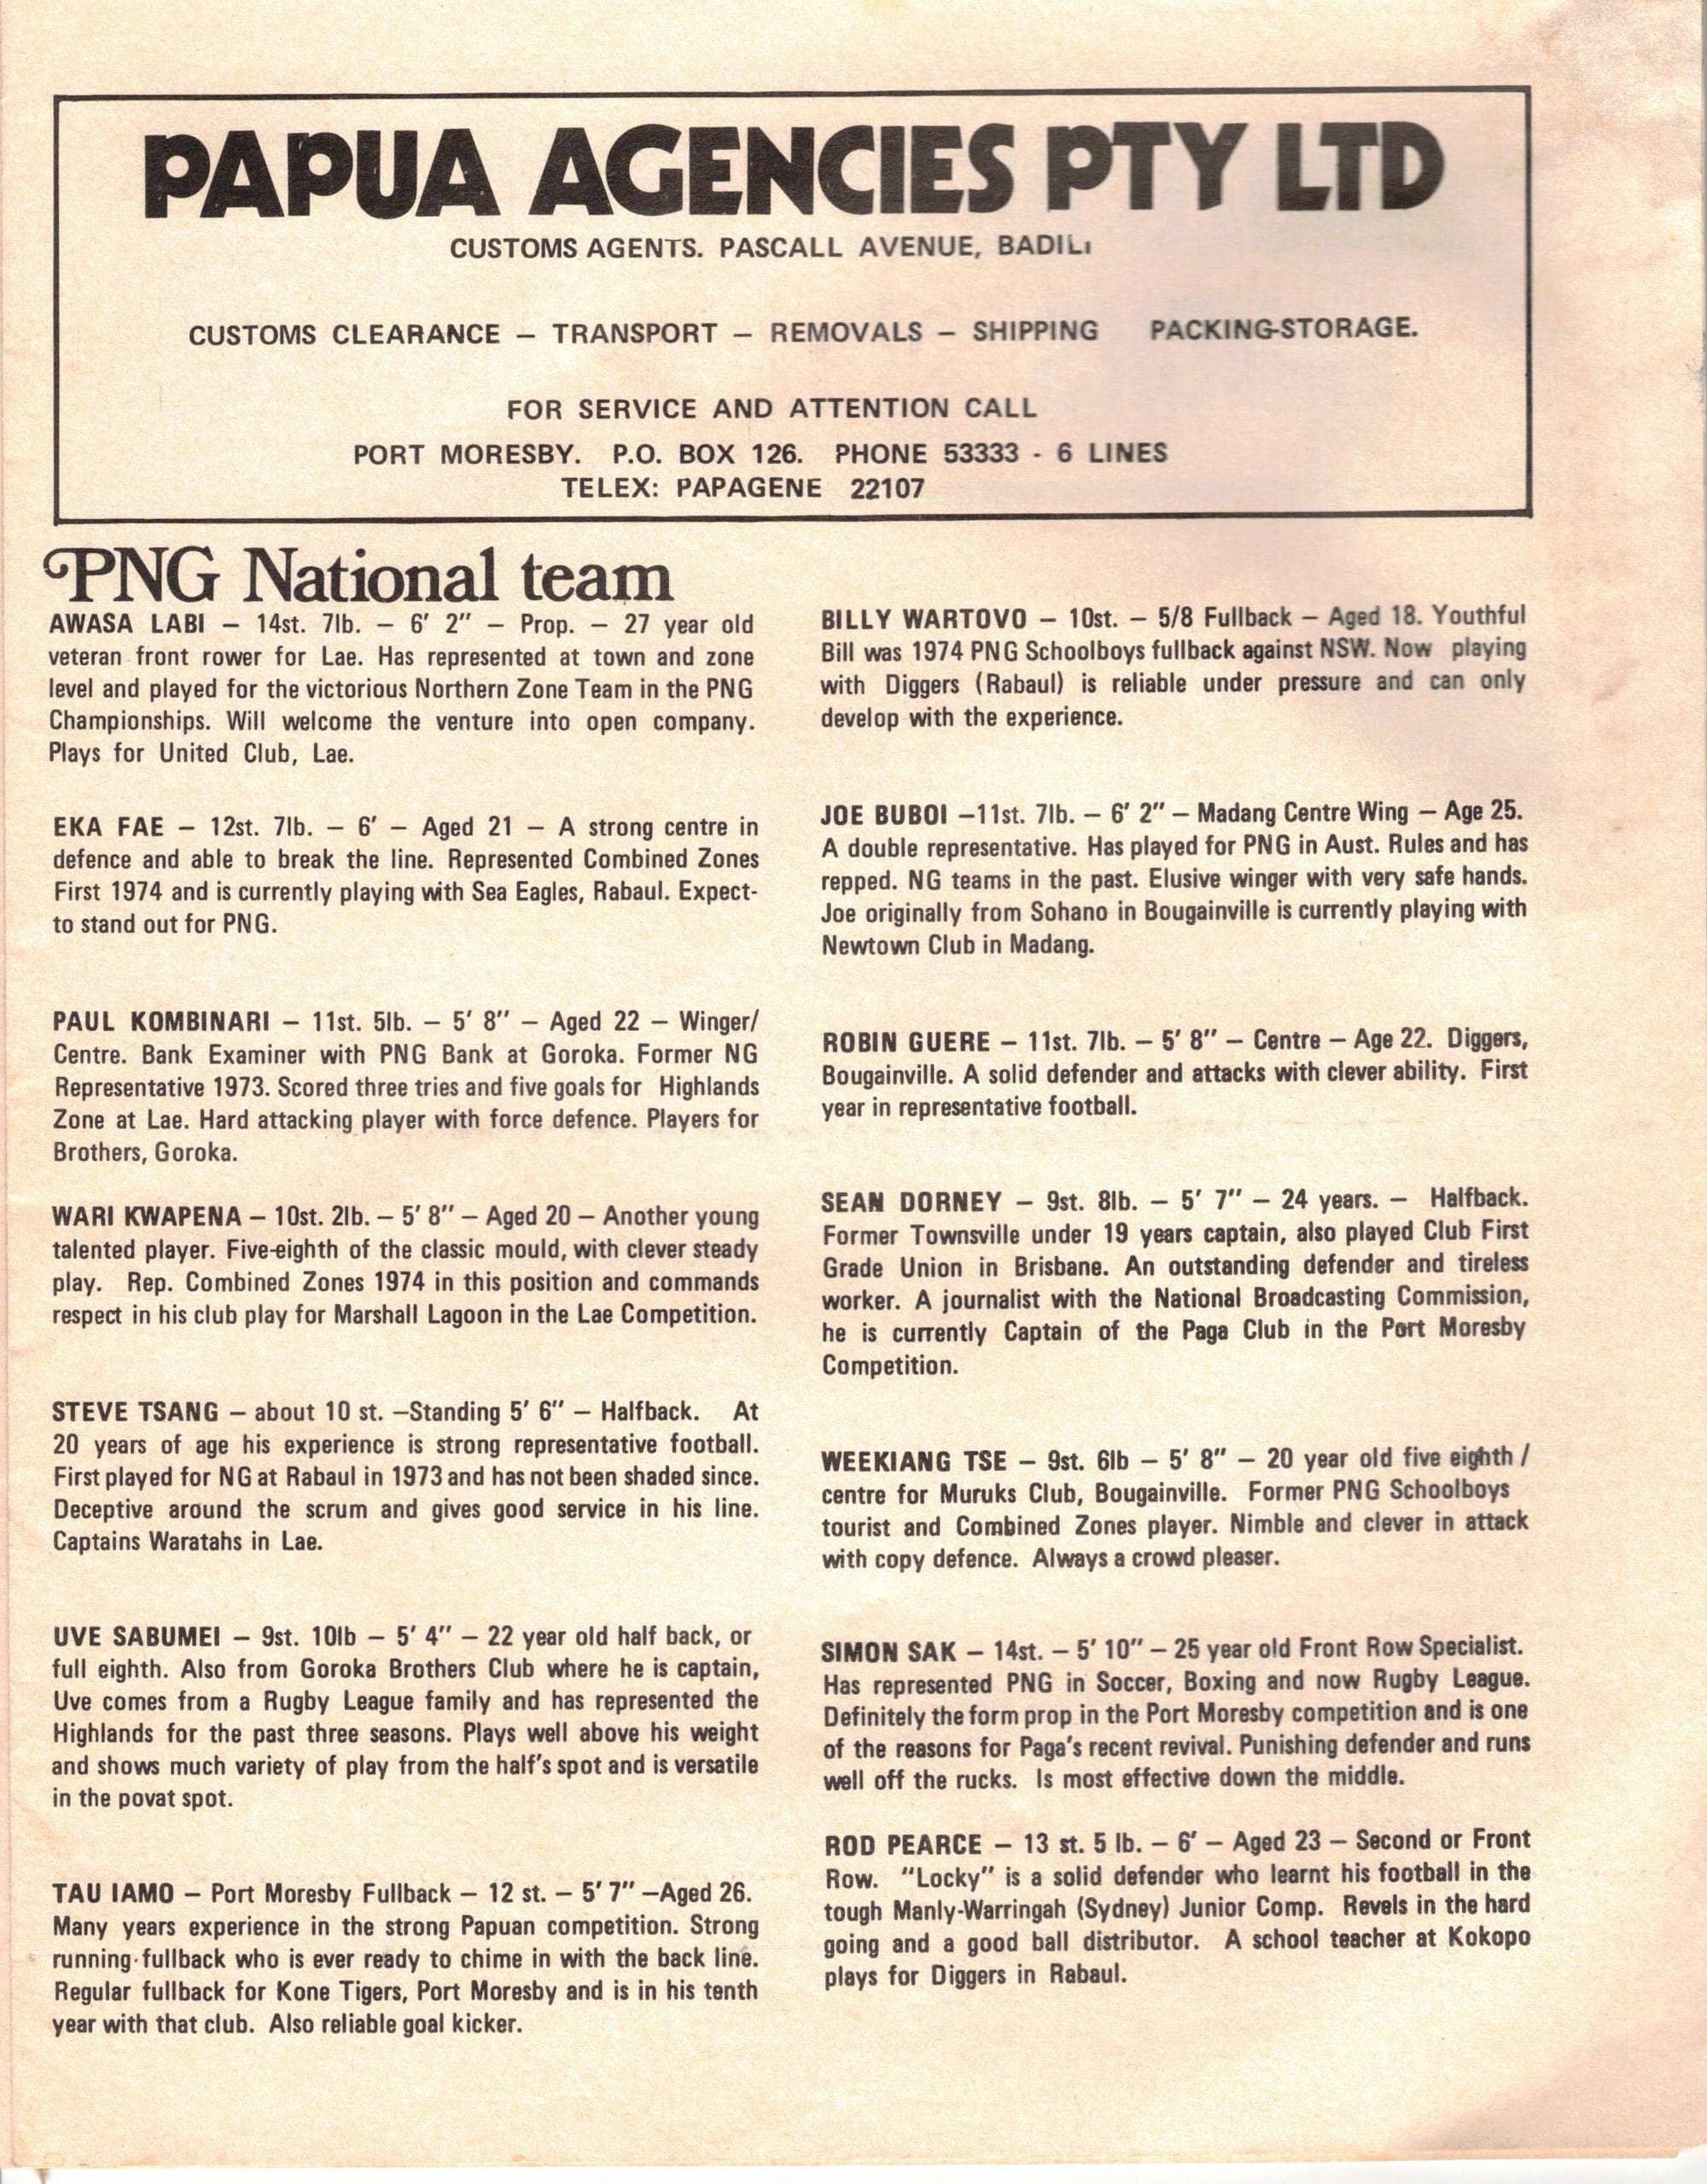 PAPUA AGENCIES PTY LTD
CUSTOMS AGENTS. PASCALL AVENUE, BADILI
CUSTOMS CLEARANCE – TRANSPORT – REMOVALS – SHIPPING PACKING-STORAGE.
FOR SERVICE AND ATTENTION CALL
PORT MORESBY. P.O. BOX 126. PHONE 53333 - 6 LINES
TELEX: PAPAGENE 22107
PNG National team
AWASA LABI – 14st. 7lb. – 6' 2" – Prop. – 27 year old
veteran front rower for Lae. Has represented at town and zone
level and played for the victorious Northern Zone Team in the PNG
Championships. Will welcome the venture into open company.
Plays for United Club, Lae.
EKA FAE – 12st. 7lb. – 6' – Aged 21 – A strong centre in
defence and able to break the line. Represented Combined Zones
First 1974 and is currently playing with Sea Eagles, Rabaul. Expect-
to stand out for PNG.
PAUL KOMBINARI – 11st. 5lb. – 5' 8" – Aged 22 – Winger/
Centre. Bank Examiner with PNG Bank at Goroka. Former NG
Representative 1973. Scored three tries and five goals for Highlands
Zone at Lae. Hard attacking player with force defence. Players for
Brothers, Goroka.
WARI KWAPENA – 10st. 2lb. – 5' 8" – Aged 20 – Another young
talented player. Five-eighth of the classic mould, with clever steady
play. Rep. Combined Zones 1974 in this position and commands
respect in his club play for Marshall Lagoon in the Lae Competition.
STEVE TSANG – about 10 st. –Standing 5' 6" – Halfback. At
20 years of age his experience is strong representative football.
First played for NG at Rabaul in 1973 and has not been shaded since.
Deceptive around the scrum and gives good service in his line.
Captains Waratahs in Lae.
UVE SABUMEI – 9st. 10lb – 5' 4" – 22 year old half back, or
full eighth. Also from Goroka Brothers Club where he is captain,
Uve comes from a Rugby League family and has represented the
Highlands for the past three seasons. Plays well above his weight
and shows much variety of play from the half's spot and is versatile
in the povat spot.
TAU IAMO – Port Moresby Fullback – 12 st. – 5' 7" –Aged 26.
Many years experience in the strong Papuan competition. Strong
running fullback who is ever ready to chime in with the back line.
Regular fullback for Kone Tigers, Port Moresby and is in his tenth
year with that club. Also reliable goal kicker.
BILLY WARTOVO – 10st. – 5/8 Fullback – Aged 18. Youthful
Bill was 1974 PNG Schoolboys fullback against NSW. Now playing
with Diggers (Rabaul) is reliable under pressure and can only
develop with the experience.
JOE BUBOI –11st. 7lb. – 6' 2" – Madang Centre Wing – Age 25.
A double representative. Has played for PNG in Aust. Rules and has
repped. NG teams in the past. Elusive winger with very safe hands.
Joe originally from Sohano in Bougainville is currently playing with
Newtown Club in Madang.
ROBIN GUERE – 11st. 7lb. – 5' 8" – Centre – Age 22. Diggers,
Bougainville. A solid defender and attacks with clever ability. First
year in representative football.
SEAN DORNEY – 9st. 8lb. – 5' 7" – 24 years. – Halfback.
Former Townsville under 19 years captain, also played Club First
Grade Union in Brisbane. An outstanding defender and tireless
worker. A journalist with the National Broadcasting Commission,
he is currently Captain of the Paga Club in the Port Moresby
Competition.
WEEKIANG TSE – 9st. 6lb – 5' 8" – 20 year old five eighth /
centre for Muruks Club, Bougainville. Former PNG Schoolboys
tourist and Combined Zones player. Nimble and clever in attack
with copy defence. Always a crowd pleaser.
SIMON SAK – 14st. – 5' 10" – 25 year old Front Row Specialist.
Has represented PNG in Soccer, Boxing and now Rugby League.
Definitely the form prop in the Port Moresby competition and is one
of the reasons for Paga's recent revival. Punishing defender and runs
well off the rucks. Is most effective down the middle.
ROD PEARCE – 13 st. 5 lb. – 6' – Aged 23 – Second or Front
Row. "Locky" is a solid defender who learnt his football in the
tough Manly-Warringah (Sydney) Junior Comp. Revels in the hard
going and a good ball distributor. A school teacher at Kokopo
plays for Diggers in Rabaul.